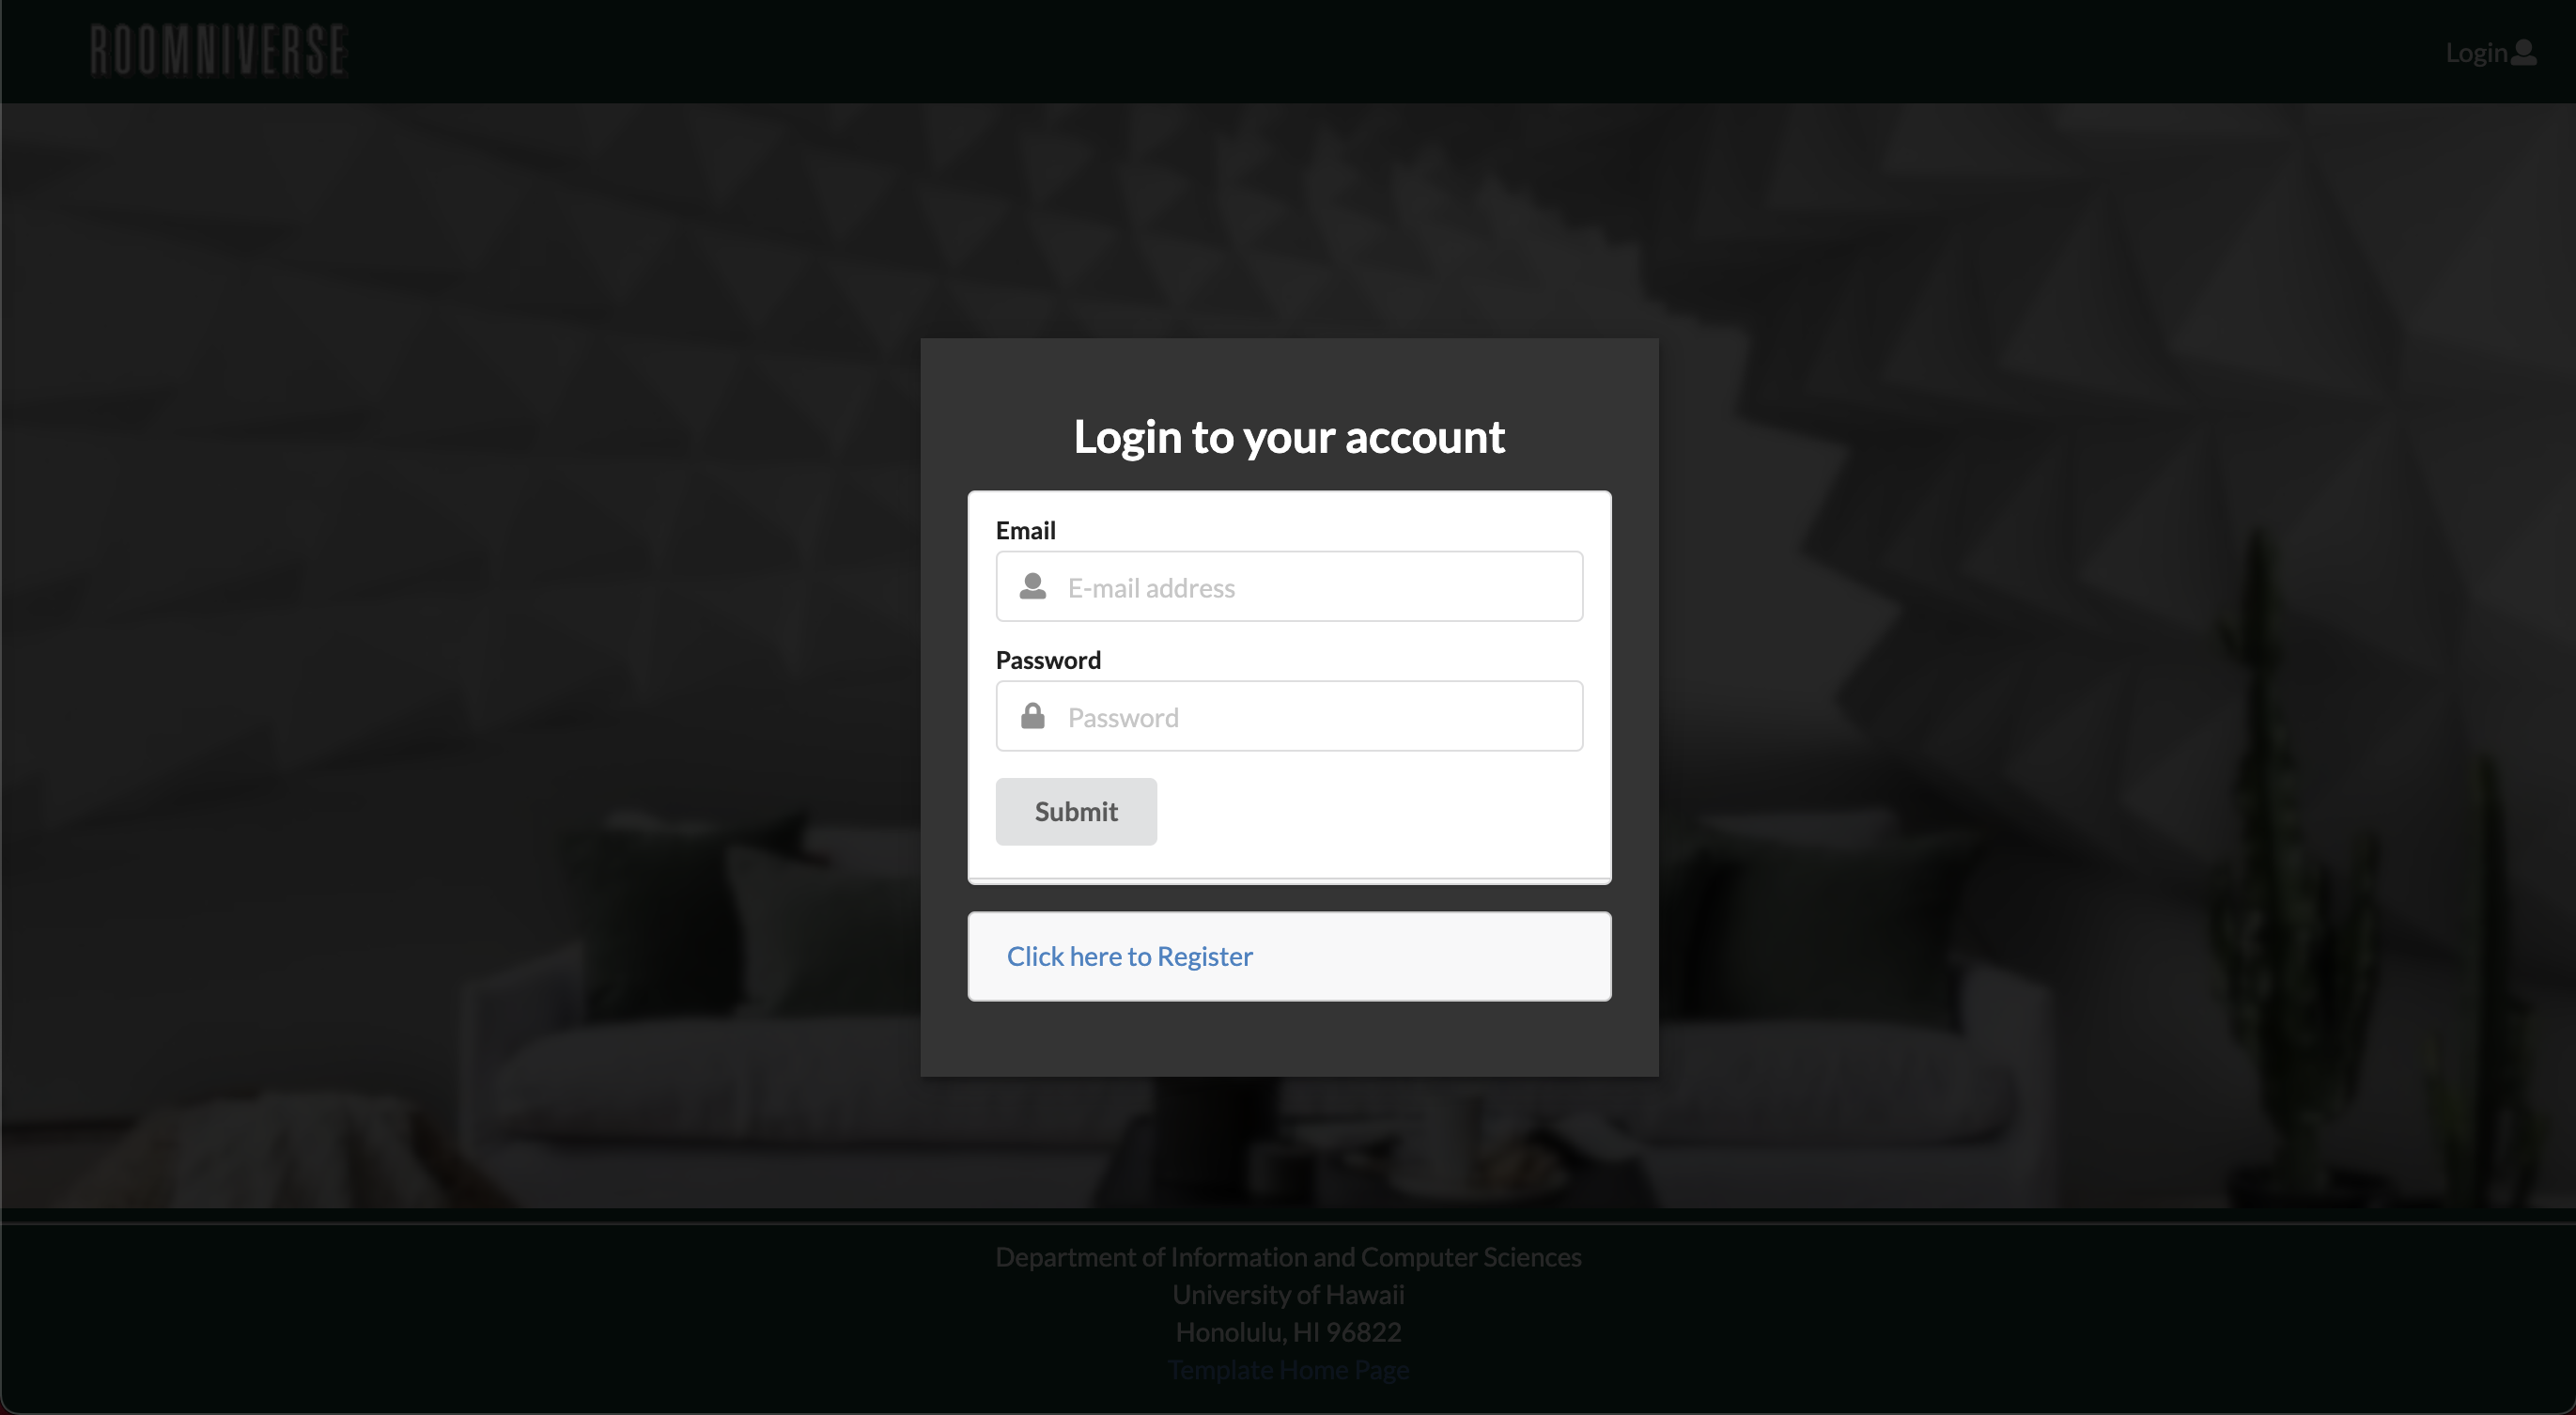 ROOMNIVERSE
Login
Login to your account
Email
E-mail address
Password
Password
Submit
Click here to Register
Department of Information and Computer Sciences
University of Hawaii
Honolulu, HI 96822
Template Home Page